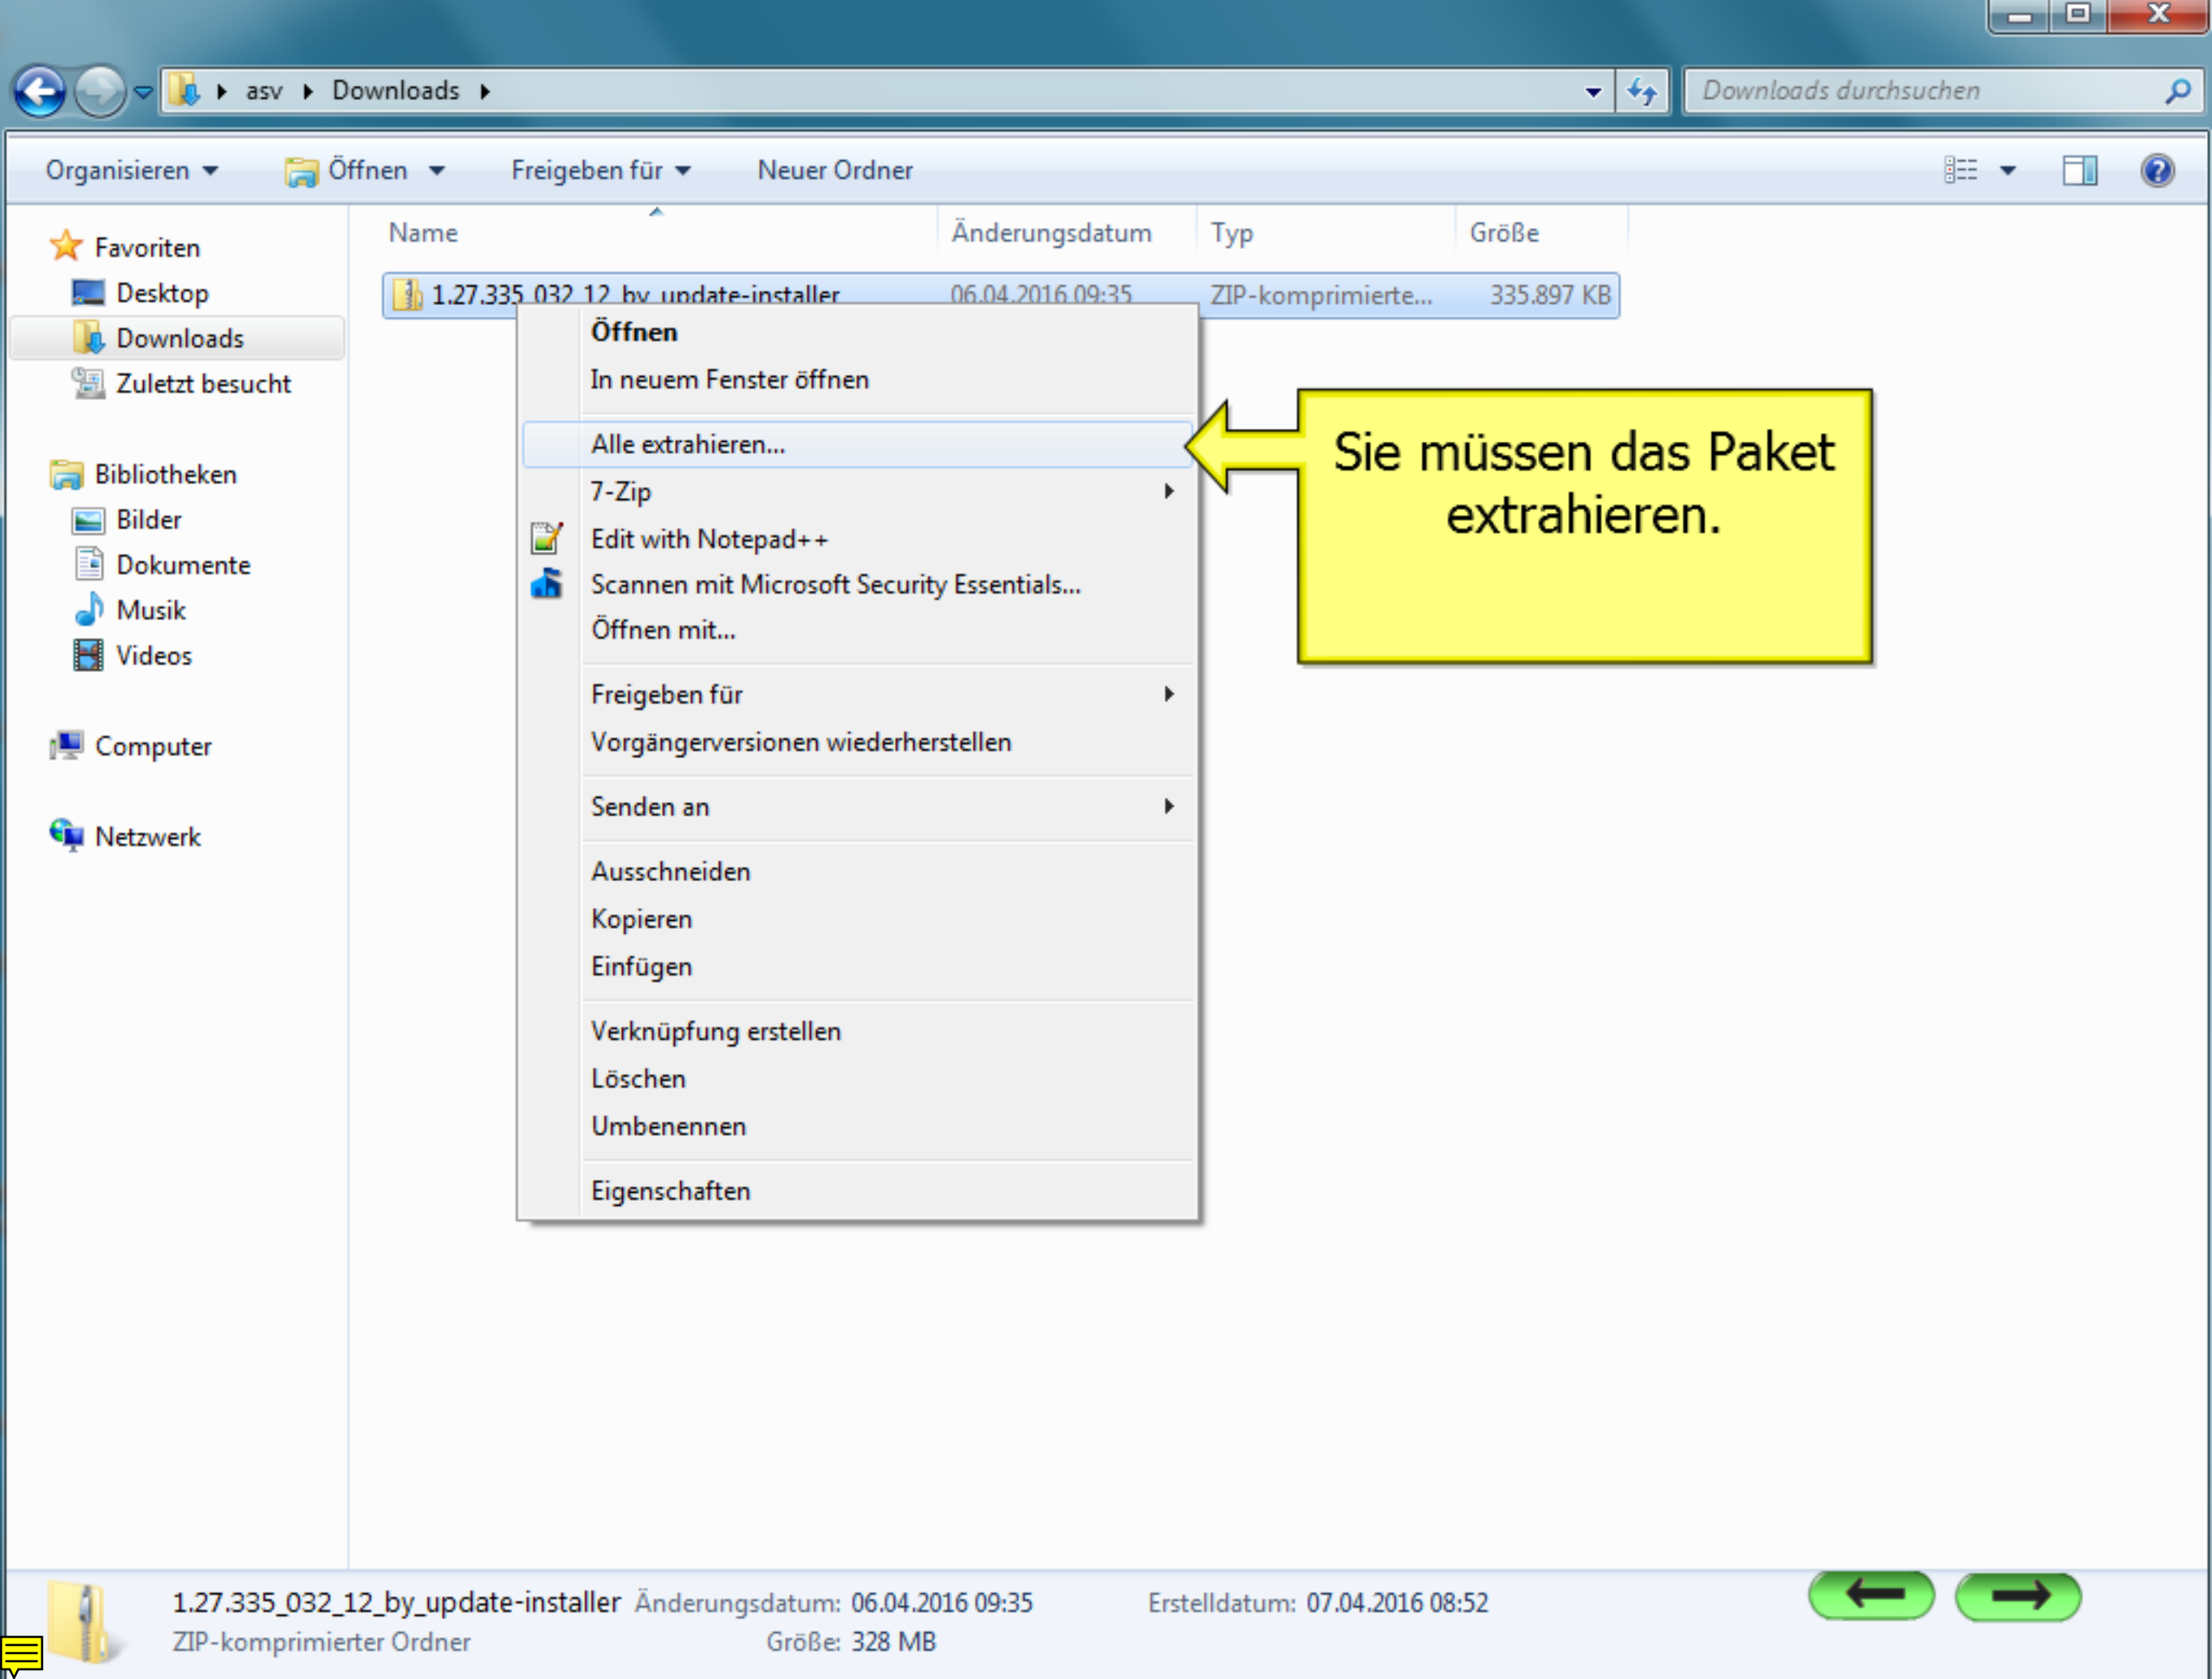 asv Downloads
Downloads durchsuchen
Organisieren Öffnen Freigeben für Neuer Ordner
Name Änderungsdatum Typ Größe
1.27.335_032_12_by_update-installer 06.04.2016 09:35 ZIP-komprimierte... 335.897 KB
Favoriten
Desktop
Downloads
Zuletzt besucht
Bibliotheken
Bilder
Dokumente
Musik
Videos
Computer
Netzwerk
Öffnen
In neuem Fenster öffnen
Alle extrahieren...
7-Zip
Edit with Notepad++
Scannen mit Microsoft Security Essentials...
Öffnen mit...
Freigeben für
Vorgängerversionen wiederherstellen
Senden an
Ausschneiden
Kopieren
Einfügen
Verknüpfung erstellen
Löschen
Umbenennen
Eigenschaften
Sie müssen das Paket
extrahieren.
1.27.335_032_12_by_update-installer Änderungsdatum: 06.04.2016 09:35 Erstelldatum: 07.04.2016 08:52
ZIP-komprimierter Ordner Größe: 328 MB